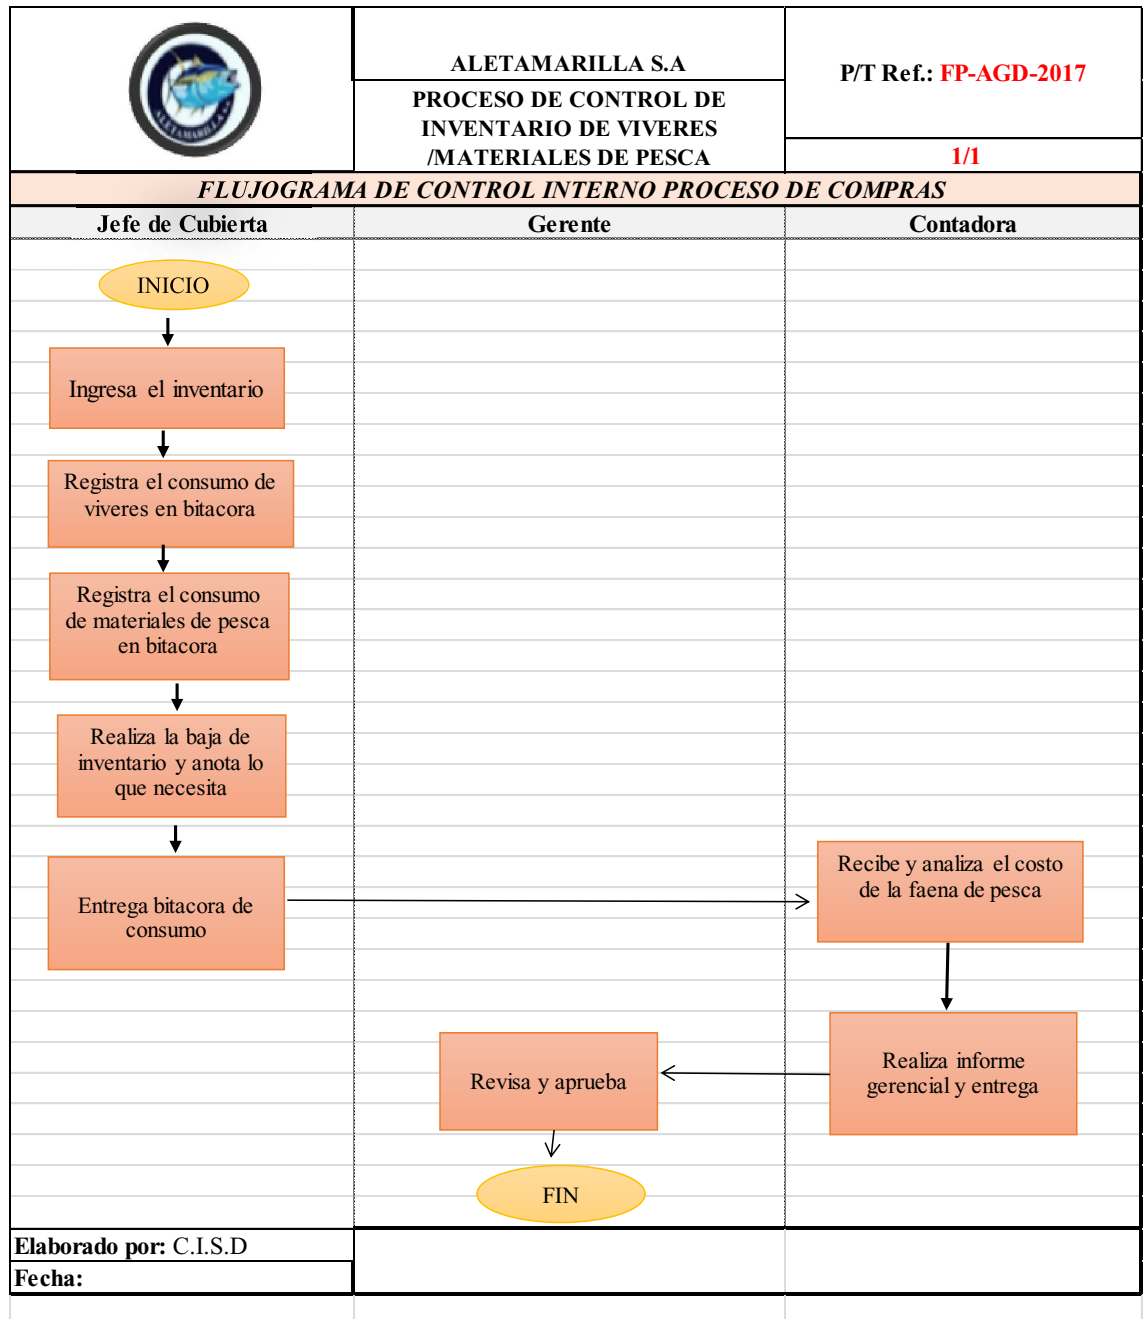 ALETAMARILLA S.A
ALETAMARILLA S.A
PROCESO DE CONTROL DE
INVENTARIO DE VIVERES
/MATERIALES DE PESCA
P/T Ref.: FP-AGD-2017
1/1
FLUJOGRAMA DE CONTROL INTERNO PROCESO DE COMPRAS
Jefe de Cubierta
Gerente
Contadora
INICIO
Ingresa el inventario
Registra el consumo de
viveres en bitacora
Registra el consumo
de materiales de pesca
en bitacora
Realiza la baja de
inventario y anota lo
que necesita
Entrega bitacora de
consumo
Recibe y analiza el costo
de la faena de pesca
Realiza informe
gerencial y entrega
Revisa y aprueba
FIN
Elaborado por: C.I.S.D
Fecha: